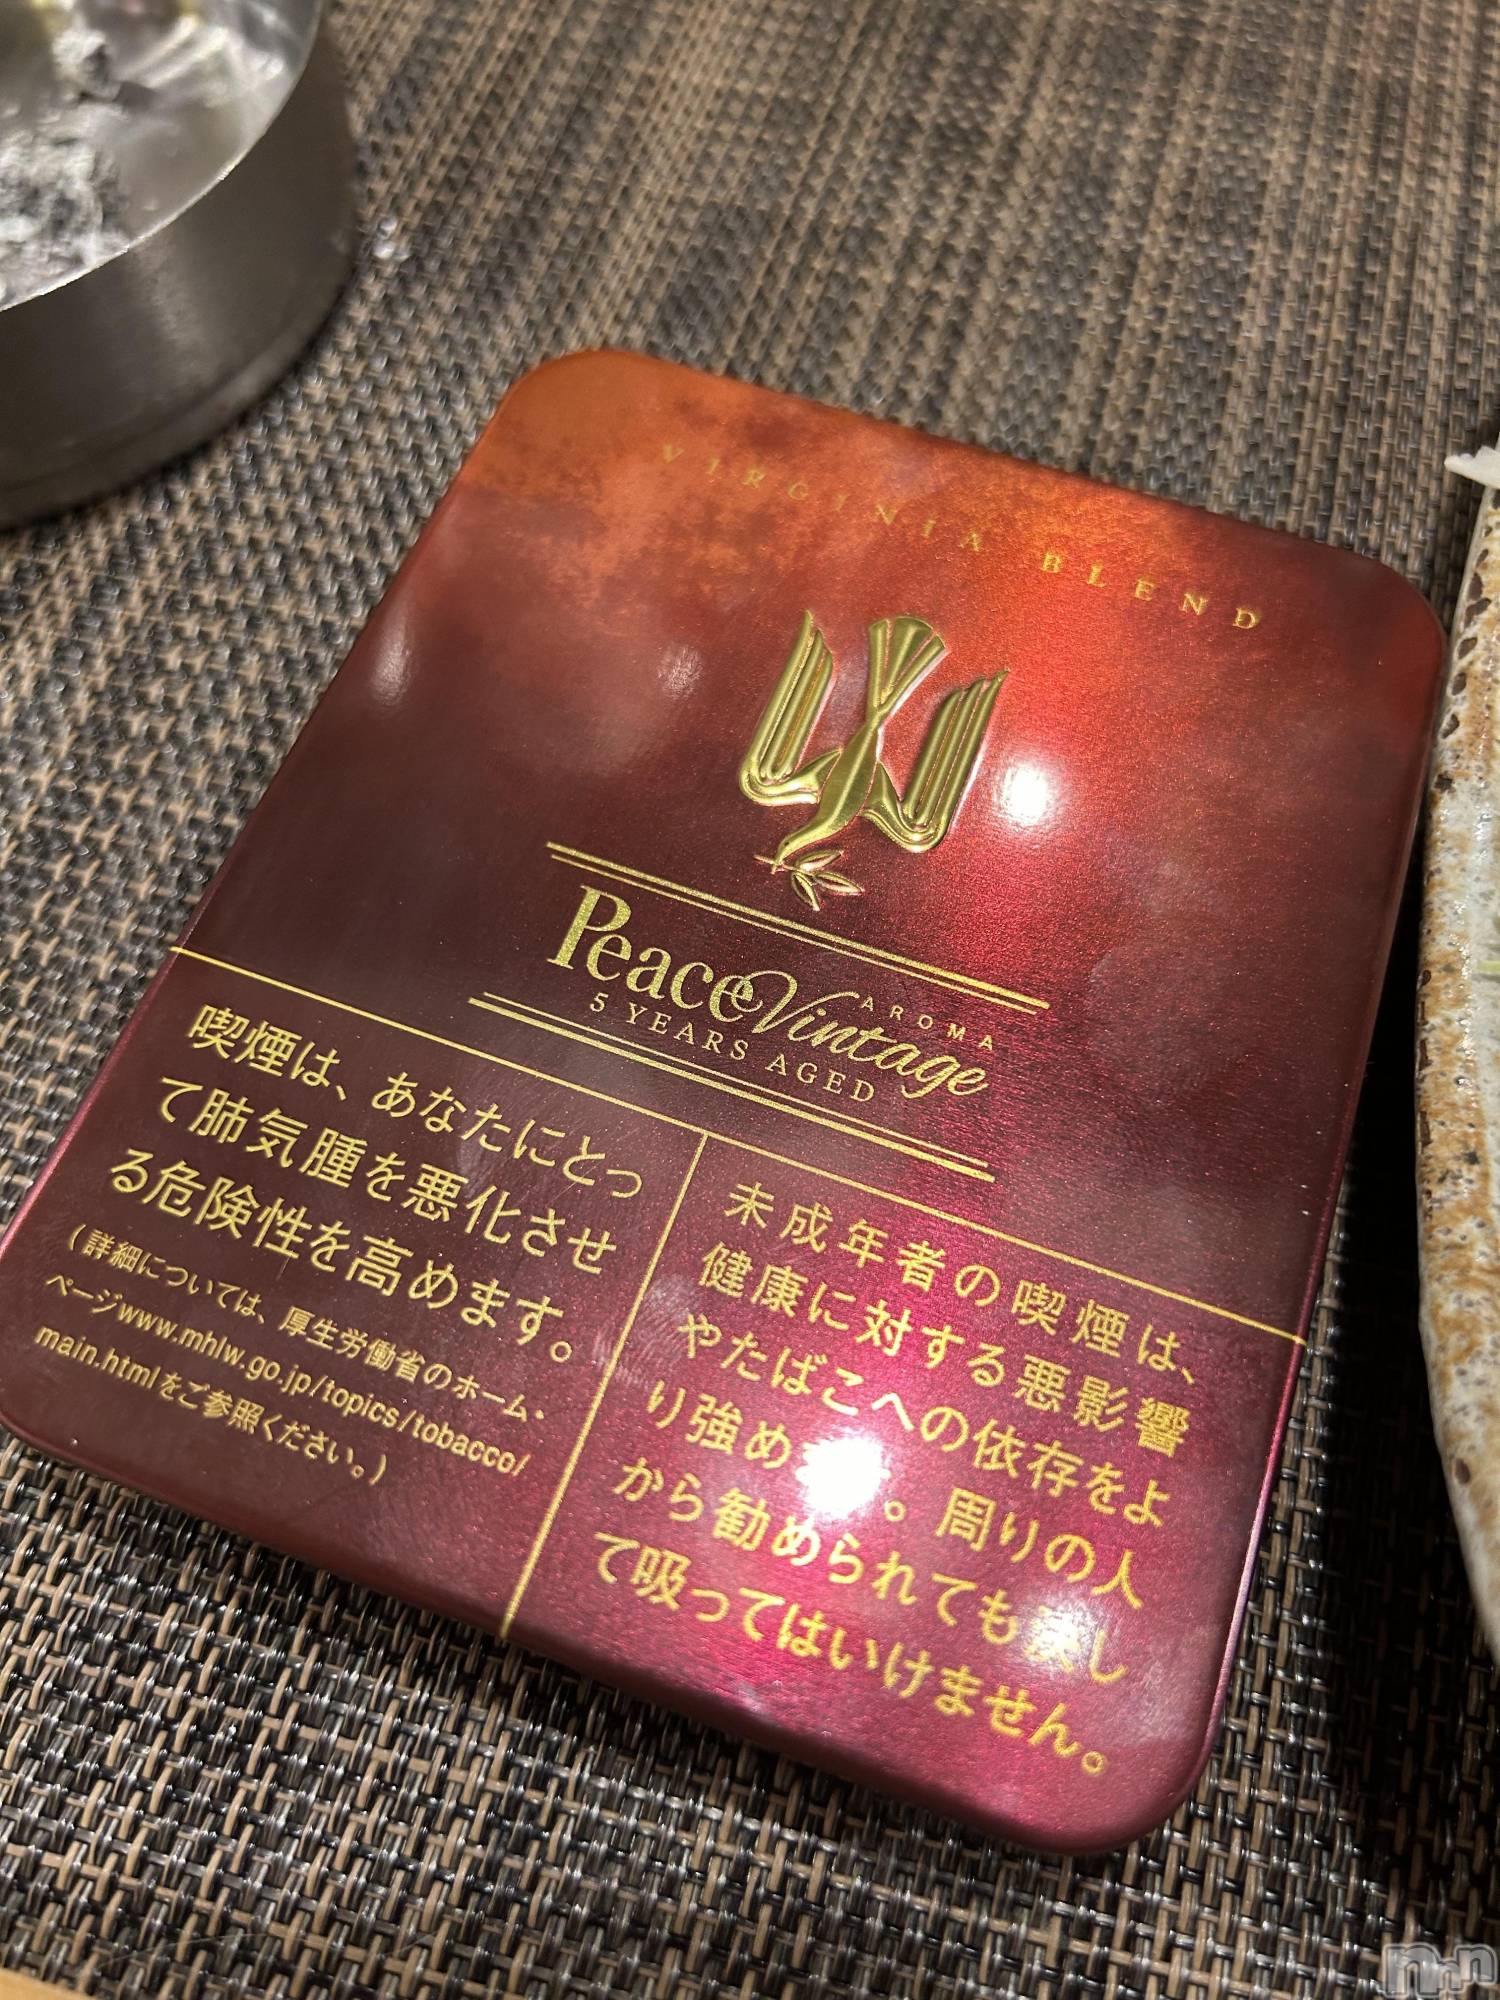 VIRGINIA BLEND
Peace Vintage
AROMA
5 YEARS AGED
喫煙は、あなたにとっ
て肺気腫を悪化させ
る危険性を高めます。
(詳細については、厚生労働省のホーム・
ページwww.mhlw.go.jp/topics/tobacco/
main.htmlをご参照ください。)
未成年者の喫煙は、
健康に対する悪影響
やたばこへの依存をよ
り強め 。周りの人
から勧められても決し
て吸ってはいけません。